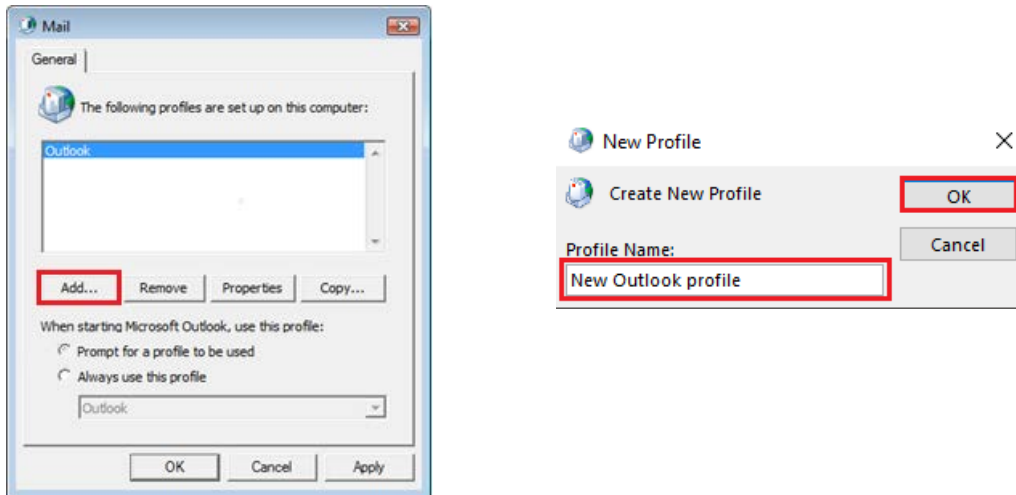 Mail
General
The following profiles are set up on this computer:
Outlook
Add... Remove Properties Copy...
When starting Microsoft Outlook, use this profile:
Prompt for a profile to be used
Always use this profile
Outlook
OK Cancel Apply
New Profile
Create New Profile
OK
Profile Name:
Cancel
New Outlook profile